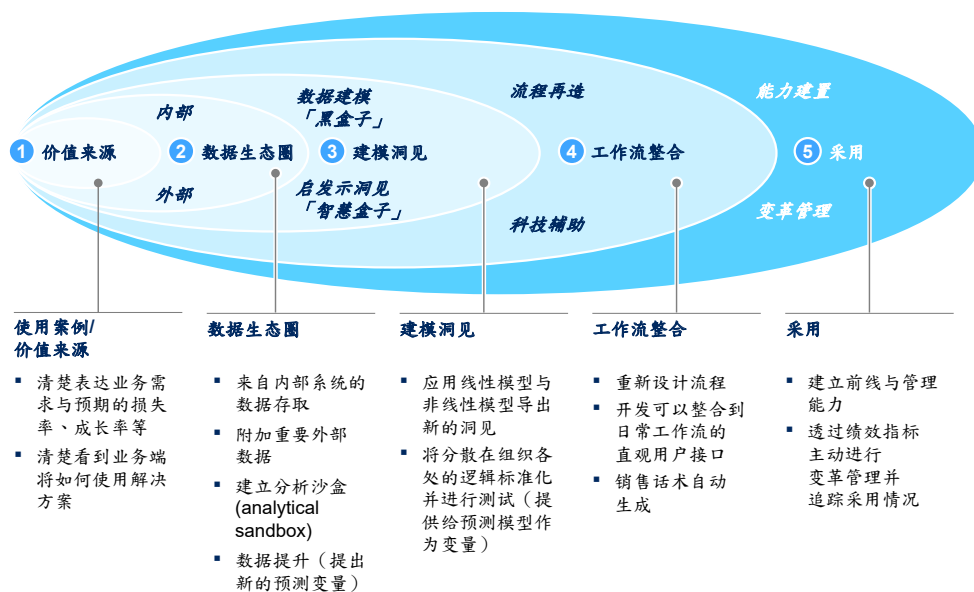 内部
外部
数据建模
「黑盒子」
启发示洞见
「智慧盒子」
流程再造
科技辅助
能力建置
变革管理
1 价值来源
2 数据生态圈
3 建模洞见
4 工作流整合
5 采用
使用案例/
价值来源
▪ 清楚表达业务需
求与预期的损失
率、成长率等
▪ 清楚看到业务端
将如何使用解决
方案
数据生态圈
▪ 来自内部系统的
数据存取
▪ 附加重要外部
数据
▪ 建立分析沙盒
(analytical
sandbox)
▪ 数据提升（提出
新的预测变量）
建模洞见
▪ 应用线性模型与
非线性模型导出
新的洞见
▪ 将分散在组织各
处的逻辑标准化
并进行测试（提
供给预测模型作
为变量）
工作流整合
▪ 重新设计流程
▪ 开发可以整合到
日常工作流的
直观用户接口
▪ 销售话术自动
生成
采用
▪ 建立前线与管理
能力
▪ 透过绩效指标
主动进行
变革管理并
追踪采用情况